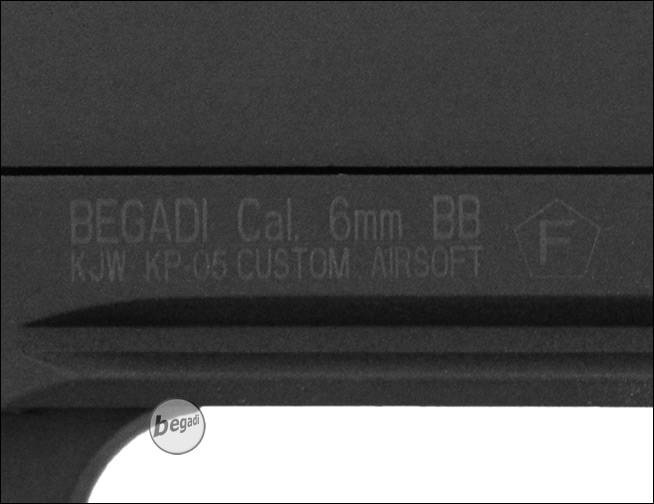 BEGADI Cal. 6mm BB
KJW KP-05 CUSTOM AIRSOFT
F
begadi